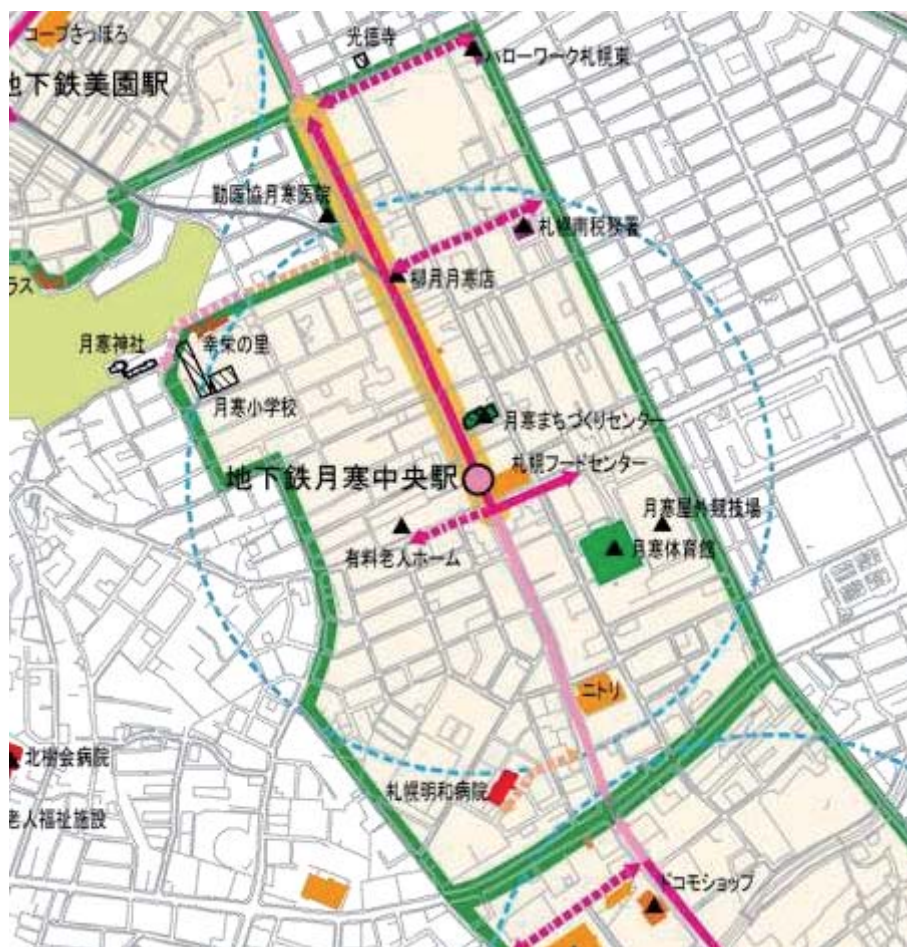 コープさっぽろ
光徳寺
ハローワーク札幌東
地下鉄美園駅
勤医協月寒医院
札幌南税務署
柳月月寒店
ラス
月寒神社
幸栄の里
月寒小学校
月寒まちづくりセンター
地下鉄月寒中央駅
札幌フードセンター
月寒屋外競技場
有料老人ホーム
月寒体育館
ニトリ
北樹会病院
札幌明和病院
老人福祉施設
ドコモショップ